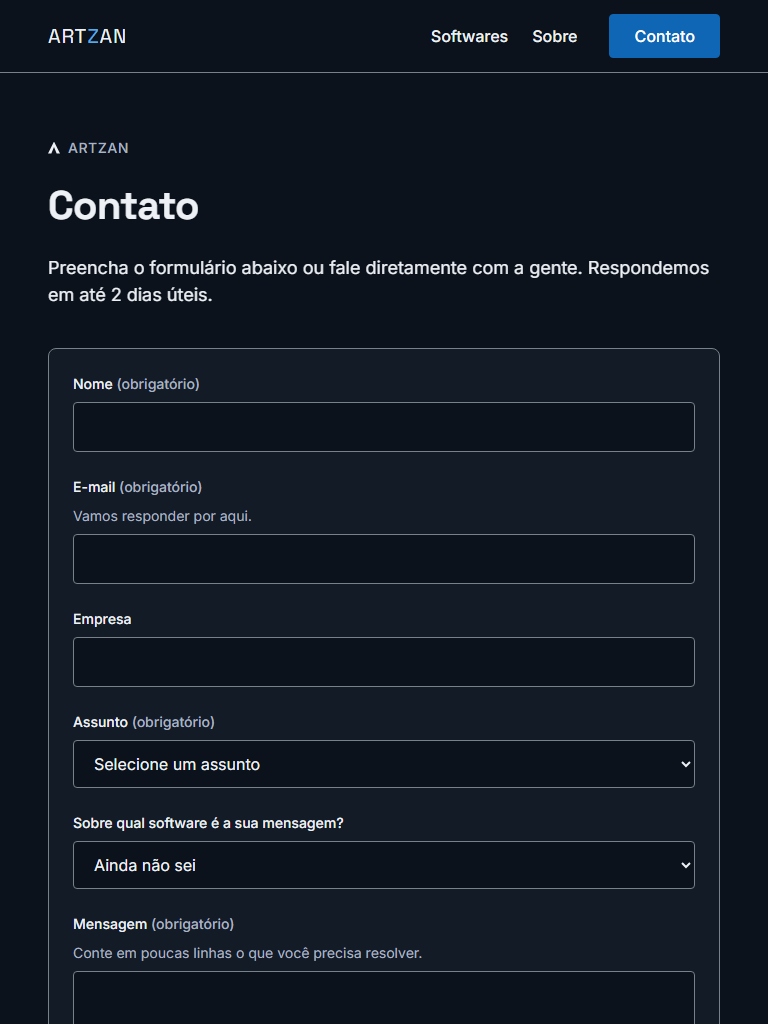 ARTZAN
Softwares Sobre Contato
ARTZAN
Contato
Preencha o formulário abaixo ou fale diretamente com a gente. Respondemos
em até 2 dias úteis.
Nome (obrigatório)
E-mail (obrigatório)
Vamos responder por aqui.
Empresa
Assunto (obrigatório)
Selecione um assunto
Sobre qual software é a sua mensagem?
Ainda não sei
Mensagem (obrigatório)
Conte em poucas linhas o que você precisa resolver.